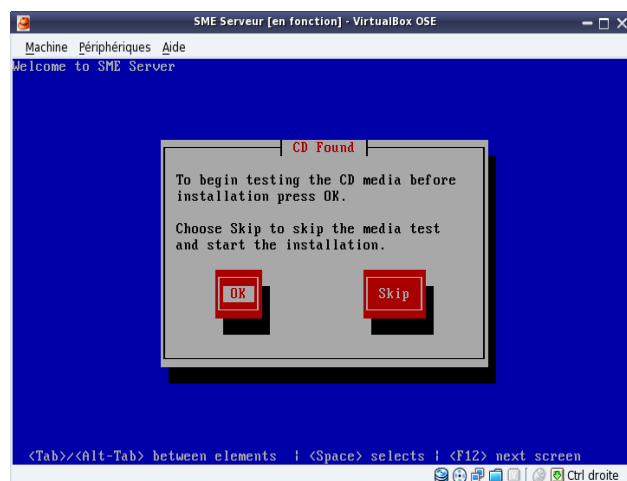 SME Serveur [en fonction] - VirtualBox OSE
Machine Périphériques Aide
Welcome to SME Server
CD Found
To begin testing the CD media before
installation press OK.
Choose Skip to skip the media test
and start the installation.
OK Skip
<Tab>/<Alt-Tab> between elements | <Space> selects | <F12> next screen
Ctrl droite